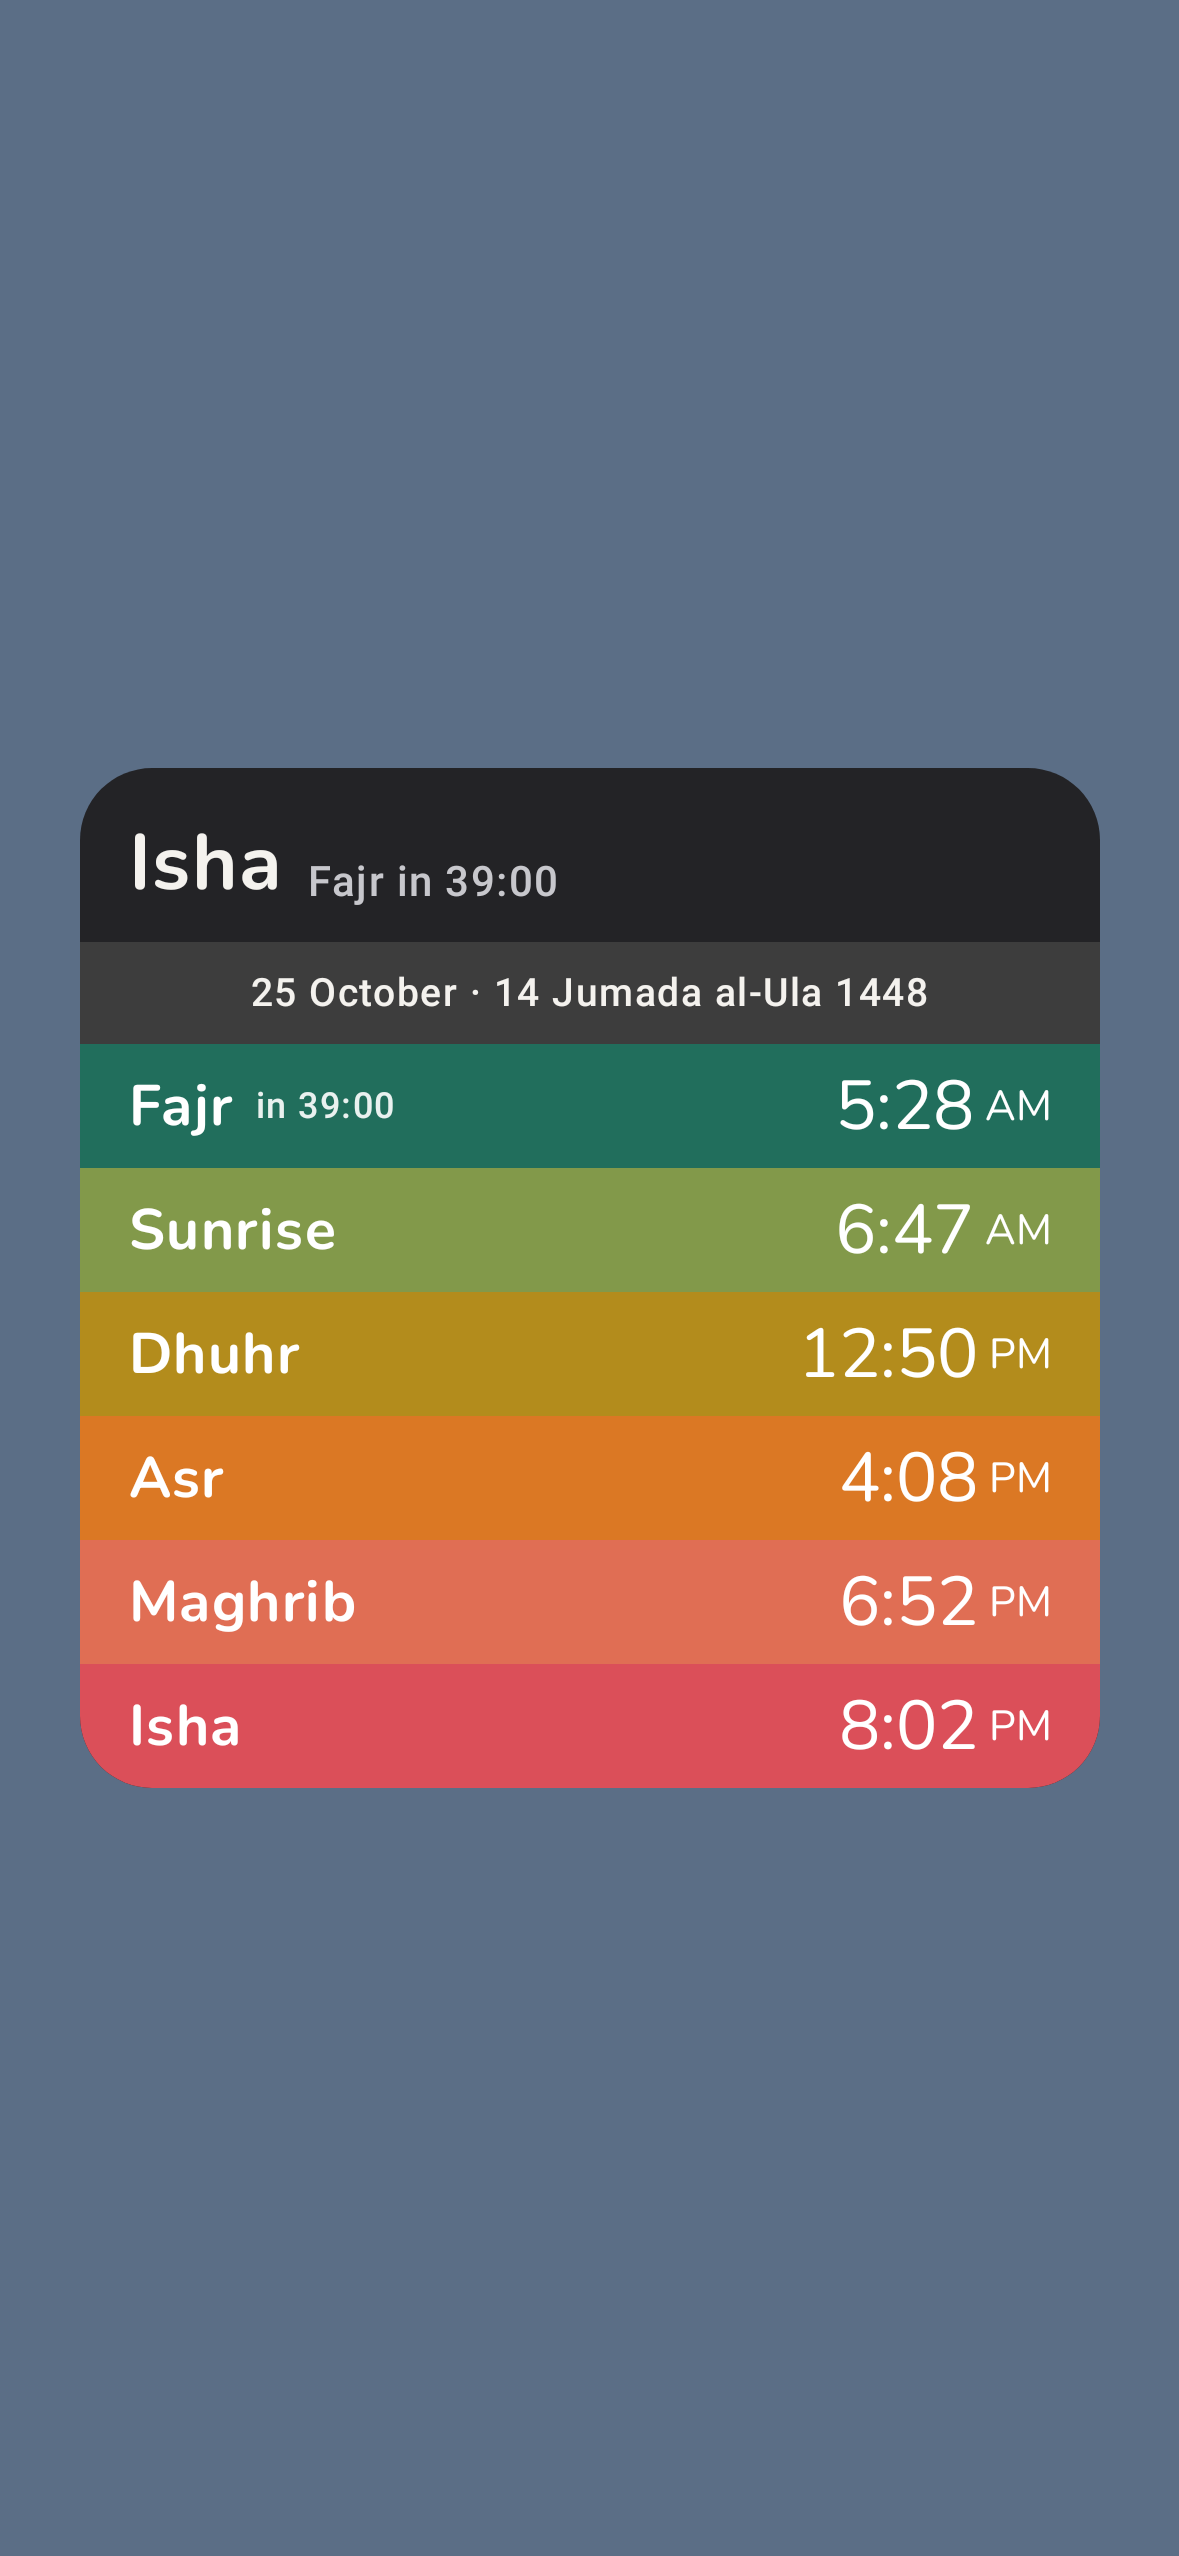 Isha Fajr in 39:00
25 October · 14 Jumada al-Ula 1448
Fajr in 39:00 5:28 AM
Sunrise 6:47 AM
Dhuhr 12:50 PM
Asr 4:08 PM
Maghrib 6:52 PM
Isha 8:02 PM